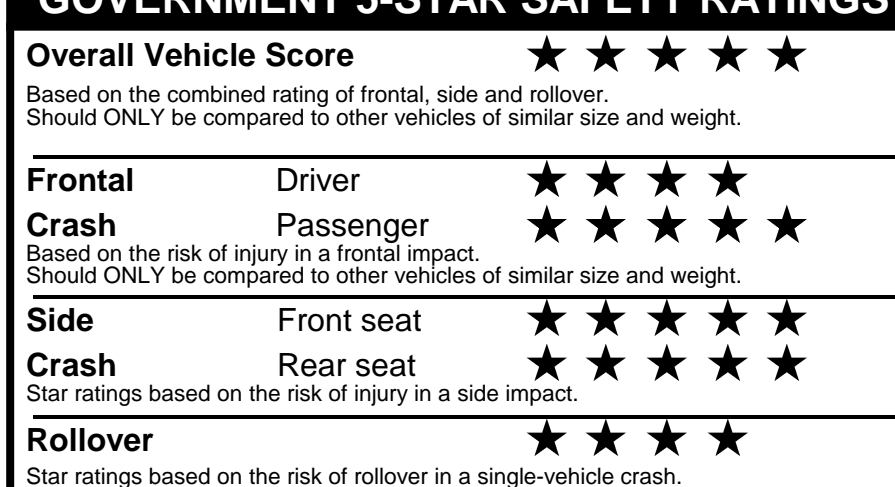 GOVERNMENT 5-STAR SAFETY RATINGS
Overall Vehicle Score ★ ★ ★ ★ ★
Based on the combined rating of frontal, side and rollover.
Should ONLY be compared to other vehicles of similar size and weight.
Frontal Driver ★ ★ ★ ★
Crash Passenger ★ ★ ★ ★ ★
Based on the risk of injury in a frontal impact.
Should ONLY be compared to other vehicles of similar size and weight.
Side Front seat ★ ★ ★ ★ ★
Crash Rear seat ★ ★ ★ ★ ★
Star ratings based on the risk of injury in a side impact.
Rollover ★ ★ ★ ★
Star ratings based on the risk of rollover in a single-vehicle crash.